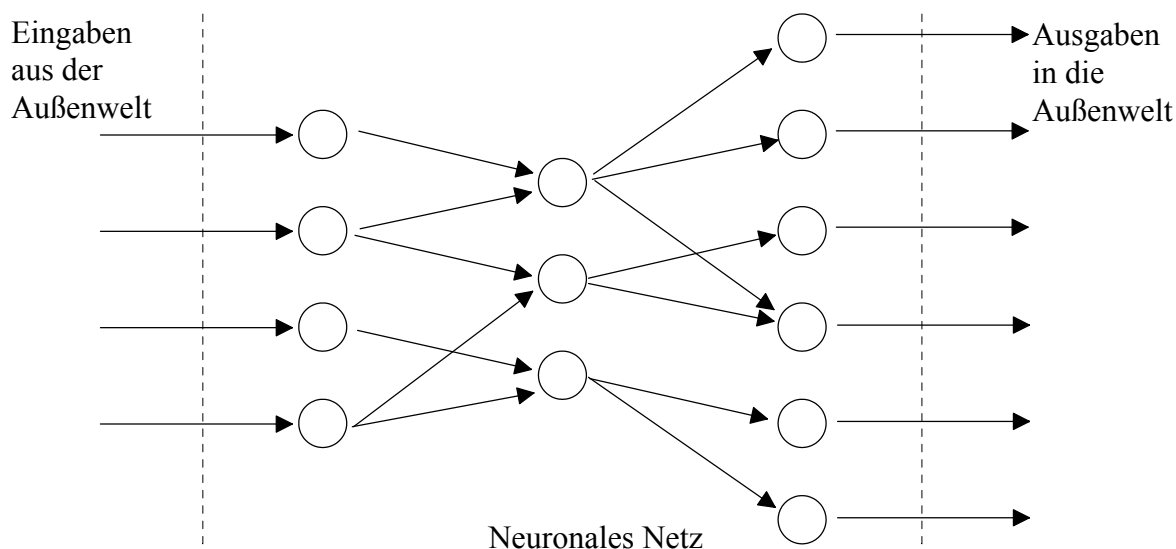 Eingaben
aus der
Außenwelt
Ausgaben
in die
Außenwelt
Neuronales Netz